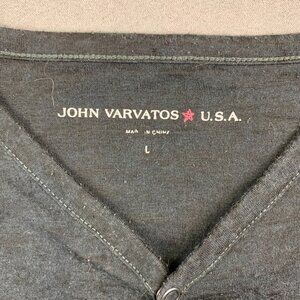 JOHN VARVATOS ★ U.S.A.
MADE IN CHINA
L